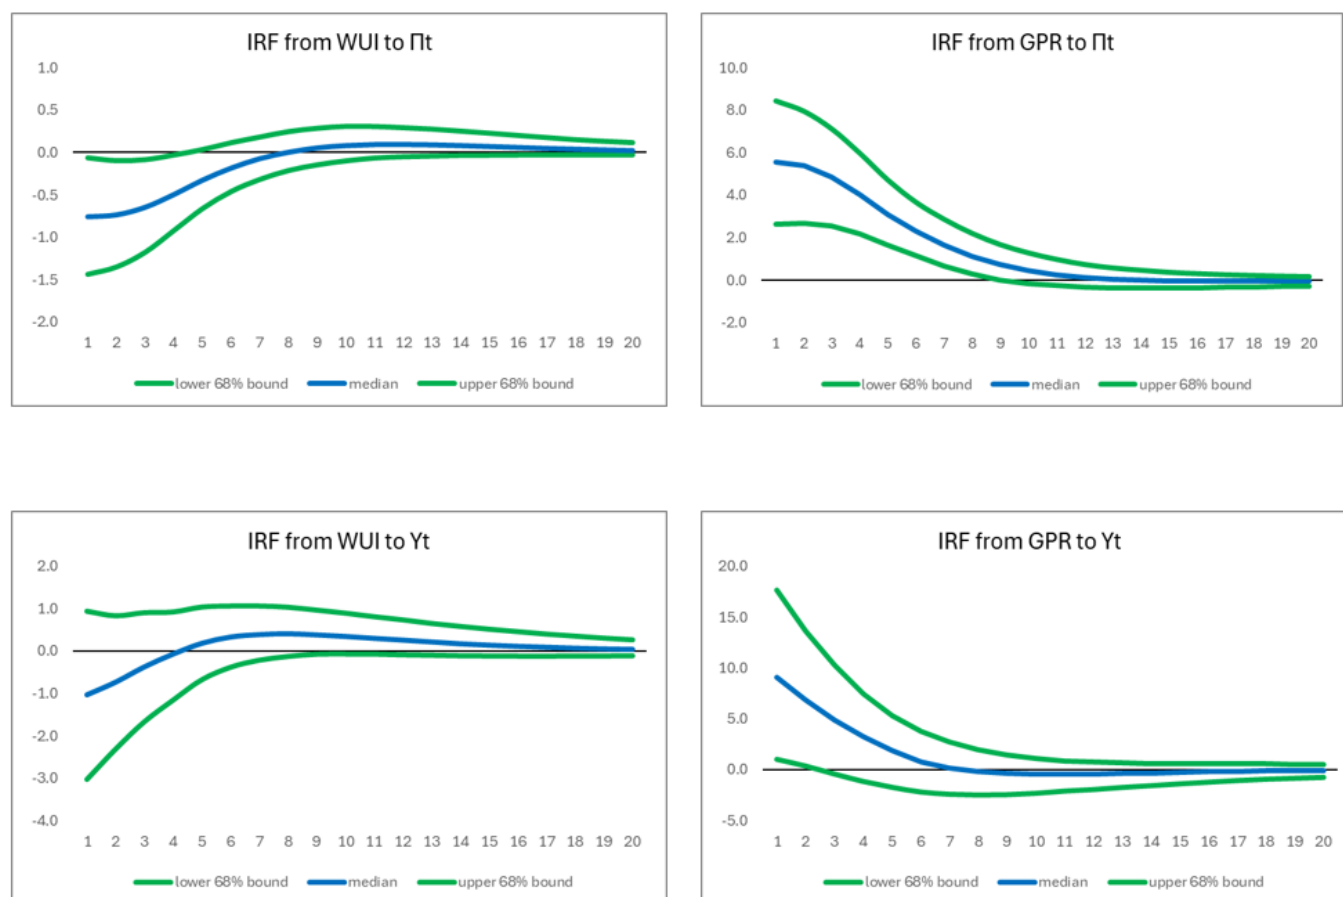 IRF from WUI to Πt
1.0
0.5
0.0
-0.5
-1.0
-1.5
-2.0
1 2 3 4 5 6 7 8 9 10 11 12 13 14 15 16 17 18 19 20
lower 68% bound median upper 68% bound
IRF from GPR to Πt
10.0
8.0
6.0
4.0
2.0
0.0
-2.0
1 2 3 4 5 6 7 8 9 10 11 12 13 14 15 16 17 18 19 20
lower 68% bound median upper 68% bound
IRF from WUI to Yt
2.0
1.0
0.0
-1.0
-2.0
-3.0
-4.0
1 2 3 4 5 6 7 8 9 10 11 12 13 14 15 16 17 18 19 20
lower 68% bound median upper 68% bound
IRF from GPR to Yt
20.0
15.0
10.0
5.0
0.0
-5.0
1 2 3 4 5 6 7 8 9 10 11 12 13 14 15 16 17 18 19 20
lower 68% bound median upper 68% bound